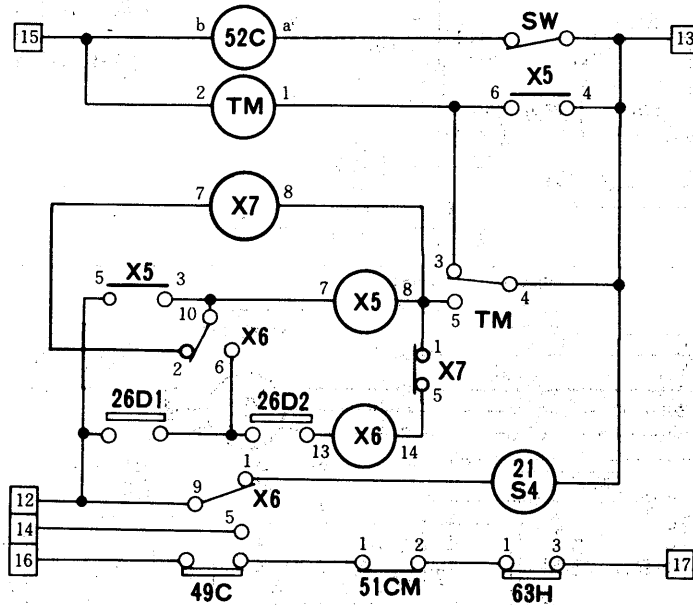 SW
15 b 52C a 13
X5
2 TM 1 6 4
7 X7 8
X5
5 3 7 X5 8 3 4
10 5 TM
2 X6 1
6 X7
26D1 26D2 5
13 X6 14
1 21
S4
12 9 X6
14 5
16 1 2 1 3 17
49C 51CM 63H